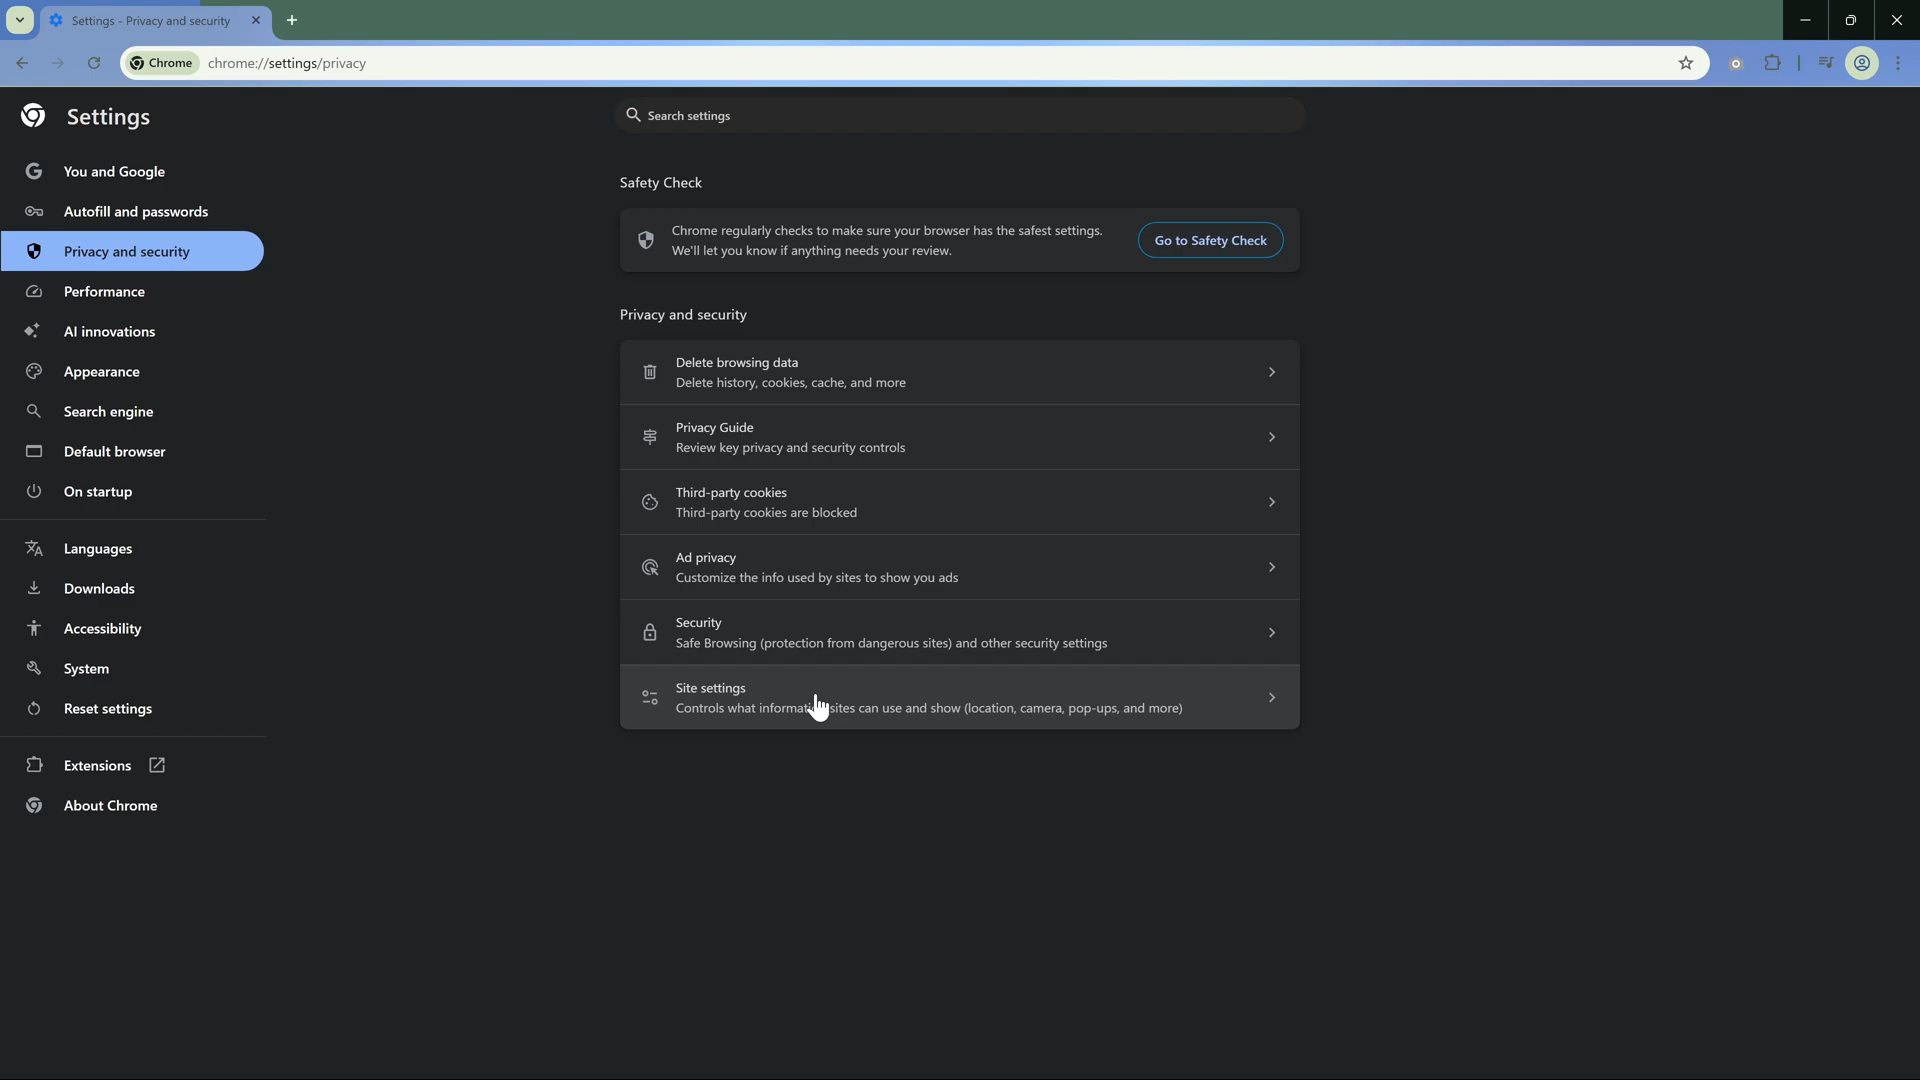 Settings - Privacy and security
Chrome
chrome://settings/privacy
Settings
Search settings
You and Google
Autofill and passwords
Privacy and security
Performance
AI innovations
Appearance
Search engine
Default browser
On startup
Languages
Downloads
Accessibility
System
Reset settings
Extensions
About Chrome
Safety Check
Chrome regularly checks to make sure your browser has the safest settings.
We'll let you know if anything needs your review.
Go to Safety Check
Privacy and security
Delete browsing data
Delete history, cookies, cache, and more
Privacy Guide
Review key privacy and security controls
Third-party cookies
Third-party cookies are blocked
Ad privacy
Customize the info used by sites to show you ads
Security
Safe Browsing (protection from dangerous sites) and other security settings
Site settings
Controls what information sites can use and show (location, camera, pop-ups, and more)